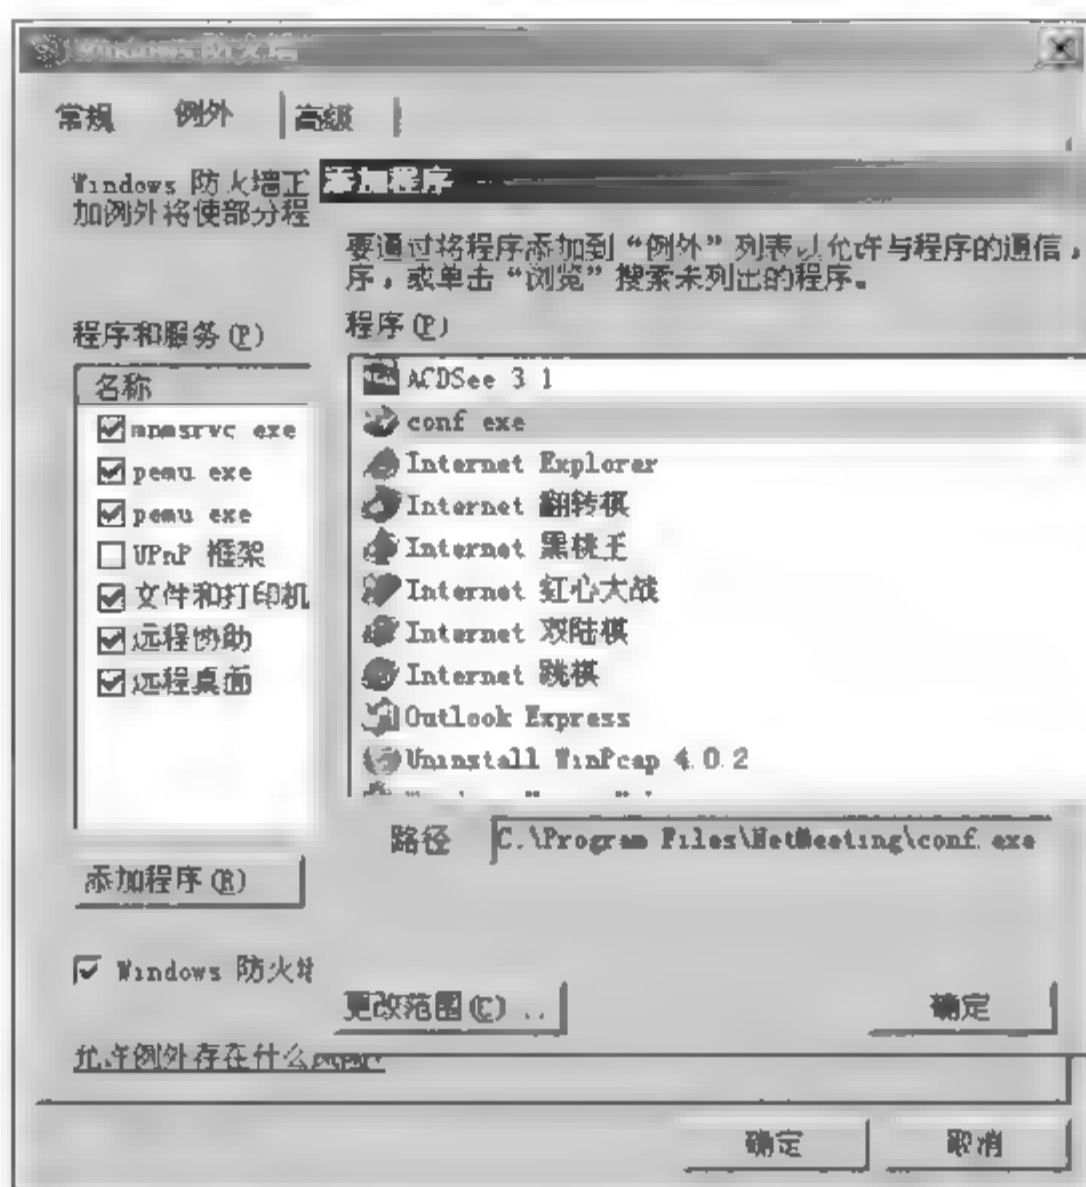 Windows 防火墙
常规 例外 高级
Windows 防火墙正
加例外将使部分程
程序和服务(P)
名称
mnmsrvc exe
pemu exe
pemu exe
UPnP 框架
文件和打印机
远程协助
远程桌面
添加程序(R)
Windows 防火墙
允许例外存在什么
添加程序
要通过将程序添加到“例外”列表以允许与程序的通信，
序，或单击“浏览”搜索未列出的程序。
程序(P)
ACDSee 3 1
conf exe
Internet Explorer
Internet 翻转棋
Internet 黑桃王
Internet 红心大战
Internet 双陆棋
Internet 跳棋
Outlook Express
Uninstall WinPcap 4.0.2
路径 C:\Program Files\NetMeeting\conf.exe
更改范围(C)... 确定
确定 取消